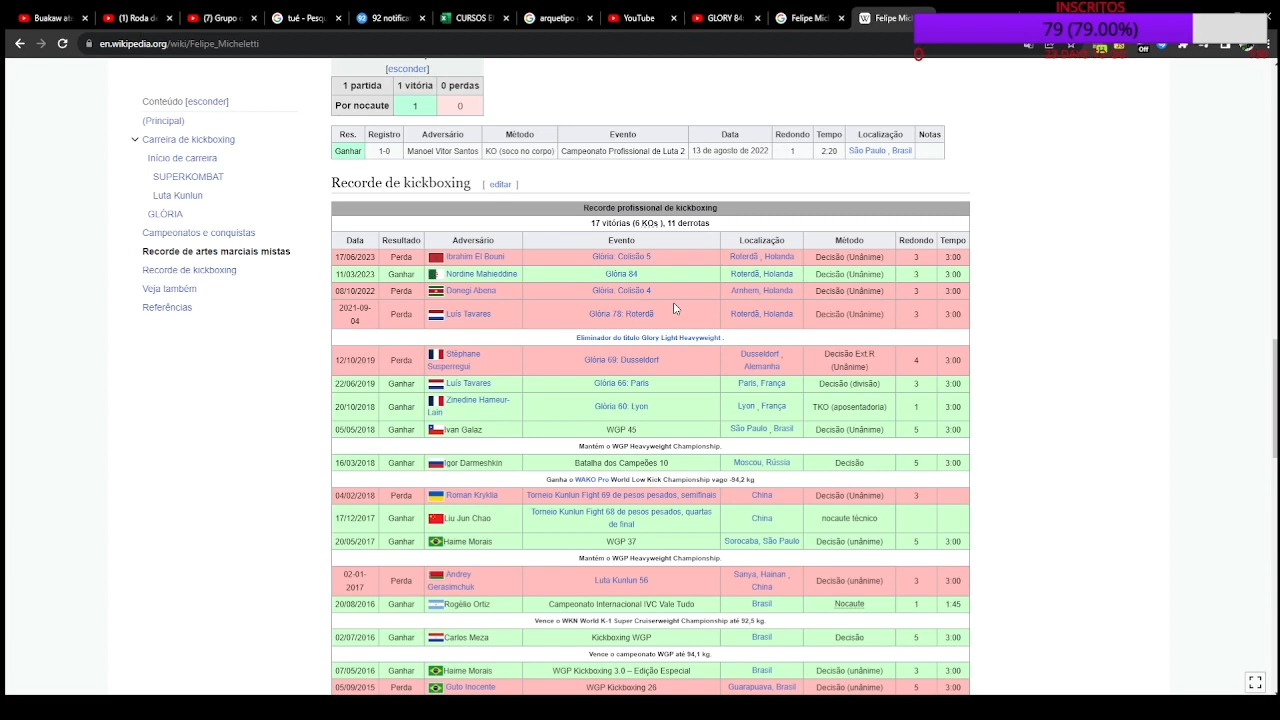 Buakaw at
(1) Roda de
(7) Grupo d
tué - Pesqu
92 notificat
CURSOS E
arquetipo d
YouTube
GLORY 84:
Felipe Mich
Felipe Mich
INSCRITOS
79 (79.00%)
en.wikipedia.org/wiki/Felipe_Micheletti
0
[esconder]
1 partida 1 vitória 0 perdas
Por nocaute 1 0
Conteúdo [esconder]
(Principal)
Carreira de kickboxing
Início de carreira
SUPERKOMBAT
Luta Kunlun
GLÓRIA
Campeonatos e conquistas
Recorde de artes marciais mistas
Recorde de kickboxing
Veja também
Referências
Res. Registro Adversário Método Evento Data Redondo Tempo Localização Notas
Ganhar 1-0 Manoel Vitor Santos KO (soco no corpo) Campeonato Profissional de Luta 2 13 de agosto de 2022 1 2:20 São Paulo , Brasil
Recorde de kickboxing [ editar ]
Recorde profissional de kickboxing
17 vitórias (6 KOs ), 11 derrotas
Data Resultado Adversário Evento Localização Método Redondo Tempo
17/06/2023 Perda Ibrahim El Bouni Glória: Colisão 5 Roterdã , Holanda Decisão (Unânime) 3 3:00
11/03/2023 Ganhar Nordine Mahieddine Glória 84 Roterdã, Holanda Decisão (Unânime) 3 3:00
08/10/2022 Perda Donegi Abena Glória: Colisão 4 Arnhem, Holanda Decisão (Unânime) 3 3:00
2021-09-04 Perda Luís Tavares Glória 78: Roterdã Roterdã, Holanda Decisão (Unânime) 3 3:00
Eliminador do título Glory Light Heavyweight .
12/10/2019 Perda Stéphane Susperregui Glória 69: Dusseldorf Dusseldorf , Alemanha Decisão Ext.R (Unânime) 4 3:00
22/06/2019 Ganhar Luís Tavares Glória 66: Paris Paris, França Decisão (divisão) 3 3:00
20/10/2018 Ganhar Zinedine Hameur-Lain Glória 60: Lyon Lyon , França TKO (aposentadoria) 1 3:00
05/05/2018 Ganhar Ivan Galaz WGP 45 São Paulo , Brasil Decisão (Unânime) 5 3:00
Mantém o WGP Heavyweight Championship.
16/03/2018 Ganhar Igor Darmeshkin Batalha dos Campeões 10 Moscou, Rússia Decisão 5 3:00
Ganha o WAKO Pro World Low Kick Championship vago -94,2 kg
04/02/2018 Perda Roman Kryklia Torneio Kunlun Fight 69 de pesos pesados, semifinais China Decisão (Unânime) 3
17/12/2017 Ganhar Liu Jun Chao Torneio Kunlun Fight 68 de pesos pesados, quartas de final China nocaute técnico
20/05/2017 Ganhar Haime Morais WGP 37 Sorocaba, São Paulo Decisão (unânime) 5 3:00
Mantém o WGP Heavyweight Championship.
02-01-2017 Perda Andrey Gerasimchuk Luta Kunlun 56 Sanya, Hainan , China Decisão (unânime) 3 3:00
20/08/2016 Ganhar Rogélio Ortiz Campeonato Internacional IVC Vale Tudo Brasil Nocaute 1 1:45
Vence o WKN World K-1 Super Cruiserweight Championship até 92,5 kg.
02/07/2016 Ganhar Carlos Meza Kickboxing WGP Brasil Decisão 5 3:00
Vence o campeonato WGP até 94,1 kg.
07/05/2016 Ganhar Haime Morais WGP Kickboxing 3.0 – Edição Especial Brasil Decisão (unânime) 3 3:00
05/09/2015 Perda Guto Inocente WGP Kickboxing 26 Guarapuava, Brasil Decisão (unânime) 5 3:00